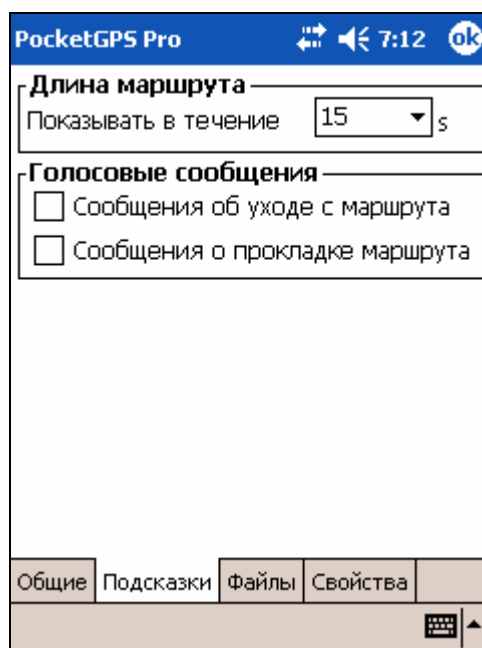 PocketGPS Pro 7:12 ok
Длина маршрута
Показывать в течение 15 s
Голосовые сообщения
Сообщения об уходе с маршрута
Сообщения о прокладке маршрута
Общие Подсказки Файлы Свойства